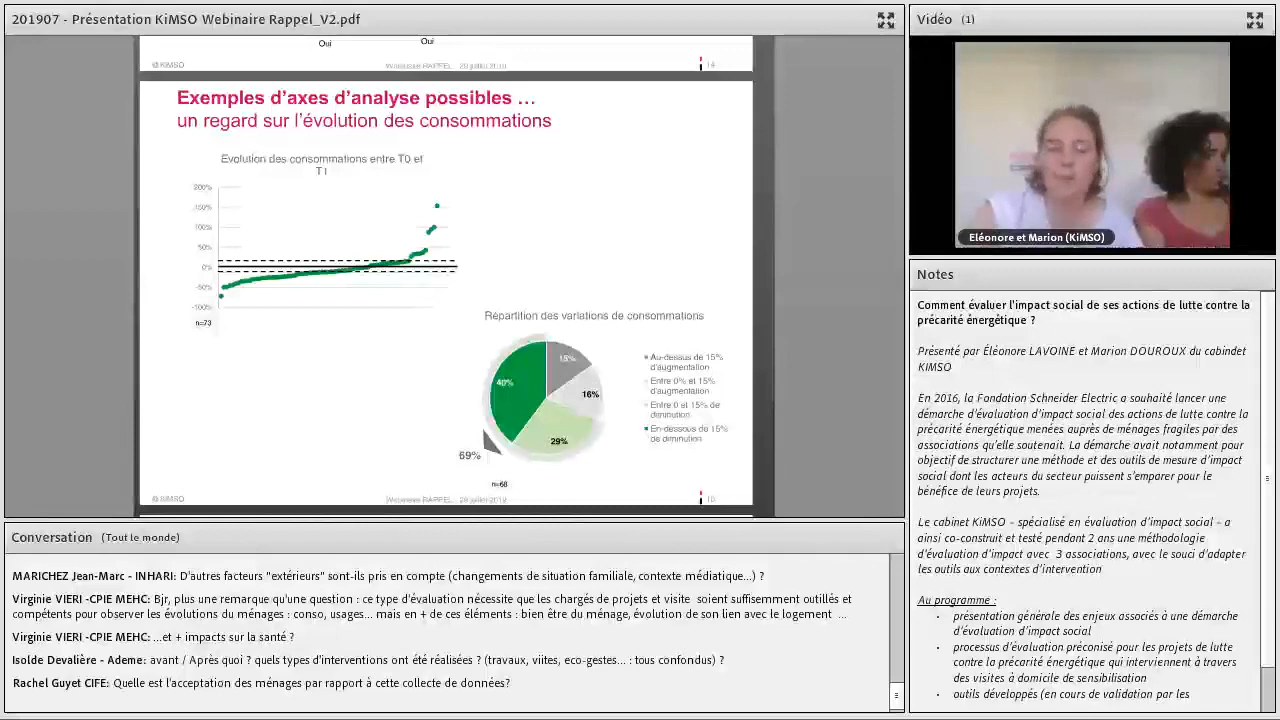 201907 - Présentation KiMSO Webinaire Rappel_V2.pdf
Oui
Oui
@ KiMSO
14
Exemples d'axes d'analyse possibles …
un regard sur l'évolution des consommations
Evolution des consommations entre T0 et
T1
200%
150%
100%
50%
0%
-50%
-100%
n=73
Répartition des variations de consommations
15%
16%
29%
40%
69%
Au-dessus de 15%
d'augmentation
Entre 0% et 15%
d'augmentation
Entre 0 et 15% de
diminution
En-dessous de 15%
de diminution
n=68
@ KiMSO
Vidéo (1)
Eléonore et Marion (KiMSO)
Notes
Comment évaluer l'impact social de ses actions de lutte contre la
précarité énergétique ?
Présenté par Éléonore LAVOINE et Marion DOUROUX du cabindet
KIMSO
En 2016, la Fondation Schneider Electric a souhaité lancer une
démarche d'évaluation d'impact social des actions de lutte contre la
précarité énergétique menées auprès de ménages fragiles par des
associations qu'elle soutenait. La démarche avait notamment pour
objectif de structurer une méthode et des outils de mesure d'impact
social dont les acteurs du secteur puissent s'emparer pour le
bénéfice de leurs projets.
Le cabinet KiMSO – spécialisé en évaluation d'impact social – a
ainsi co-construit et testé pendant 2 ans une méthodologie
d'évaluation d'impact avec 3 associations, avec le souci d'adapter
les outils aux contextes d'intervention
Au programme :
• présentation générale des enjeux associés à une démarche
d'évaluation d'impact social
• processus d'évaluation préconisé pour les projets de lutte
contre la précarité énergétique qui interviennent à travers
des visites à domicile de sensibilisation
• outils développés (en cours de validation par les
Conversation (Tout le monde)
MARICHEZ Jean-Marc - INHARI: D'autres facteurs "extérieurs" sont-ils pris en compte (changements de situation familiale, contexte médiatique...) ?
Virginie VIERI -CPIE MEHC: Bjr, plus une remarque qu'une question : ce type d'évaluation nécessite que les chargés de projets et visite soient suffisemment outillés et
compétents pour observer les évolutions du ménages : conso, usages... mais en + de ces éléments : bien être du ménage, évolution de son lien avec le logement ...
Virginie VIERI -CPIE MEHC: ...et + impacts sur la santé ?
Isolde Devalière - Ademe: avant / Après quoi ? quels types d'interventions ont été réalisées ? (travaux, viites, eco-gestes... : tous confondus) ?
Rachel Guyet CIFE: Quelle est l'acceptation des ménages par rapport à cette collecte de données?